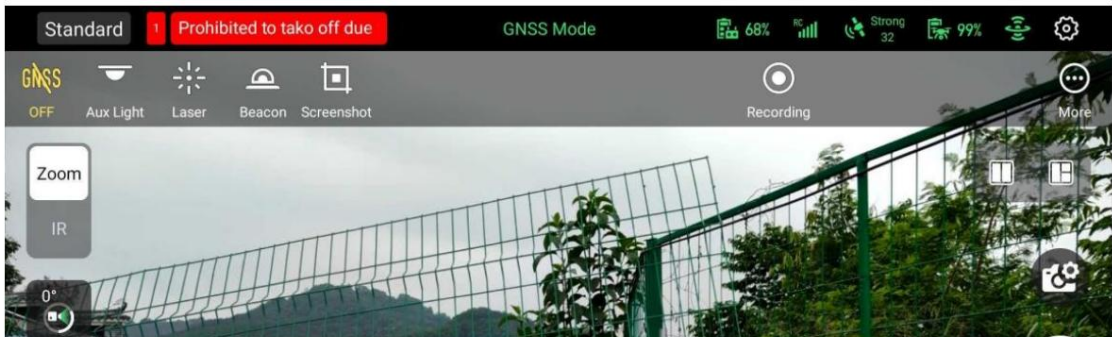 Standard
1
Prohibited to tako off due
GNSS Mode
68%
RC
Strong
32
99%
GNSS
OFF
Aux Light
Laser
Beacon
Screenshot
Recording
More
Zoom
IR
0°